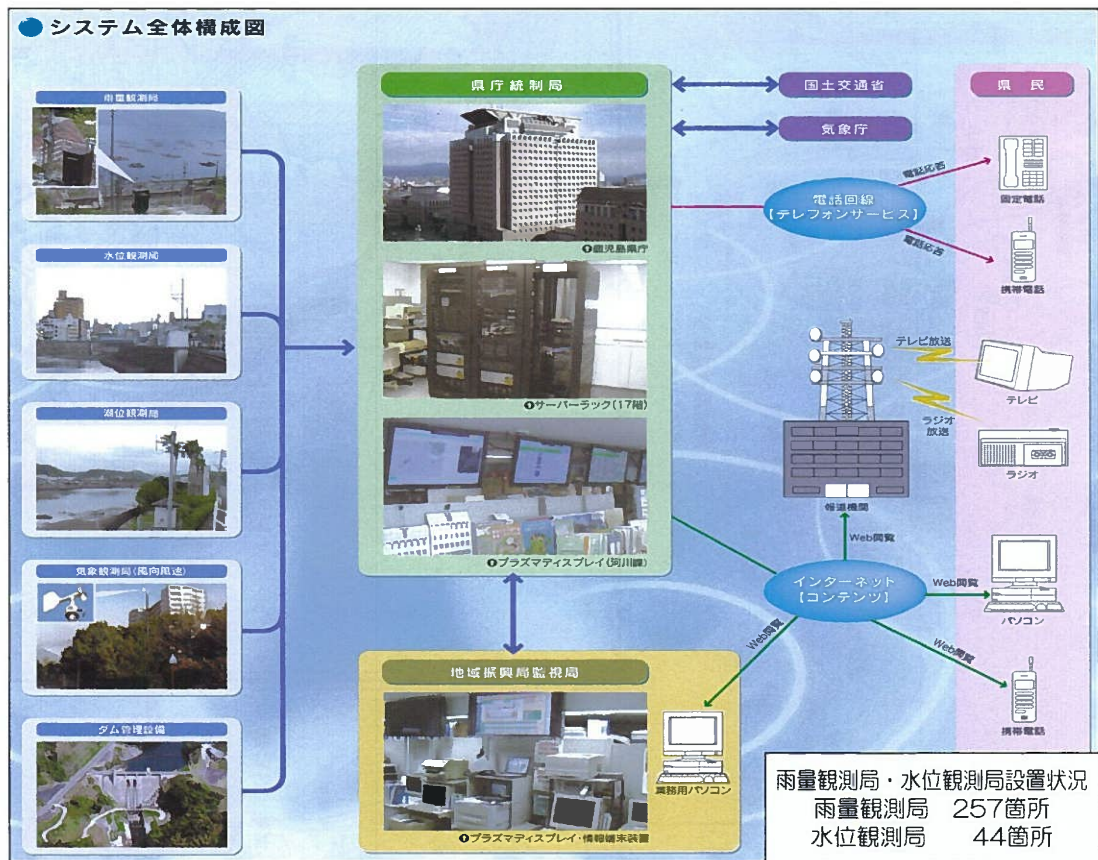 システム全体構成図
雨量観測局
水位観測局
潮位観測局
気象観測局(風向風速)
ダム管理設備
県庁統制局
❶鹿児島県庁
❶サーバーラック(17階)
❶プラズマディスプレイ(河川課)
地域振興局監視局
❶プラズマディスプレイ・情報端末装置
業務用パソコン
国土交通省
気象庁
電話回線
【テレフォンサービス】
電話応答
電話応答
報道機関
テレビ放送
ラジオ
放送
Web閲覧
インターネット
【コンテンツ】
Web閲覧
Web閲覧
Web閲覧
県民
固定電話
携帯電話
テレビ
ラジオ
パソコン
携帯電話
雨量観測局・水位観測局設置状況
雨量観測局 257箇所
水位観測局 44箇所